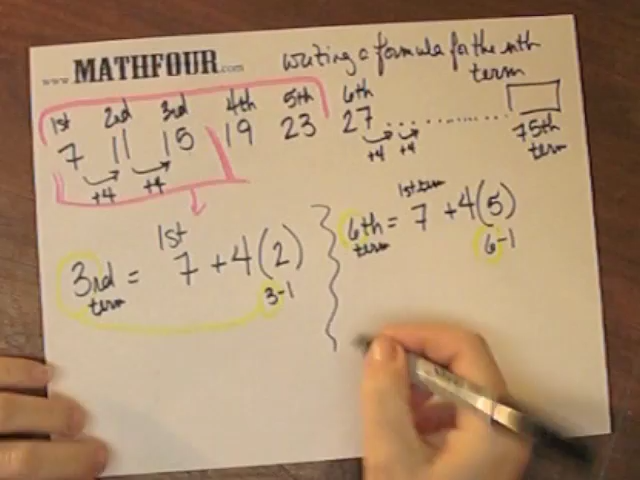 www.MATHFOUR.com
writing a formula for the nth
term
1st 2nd 3rd 4th 5th 6th
7 11 15 19 23 27 ..............
+4 +4 +4 +4
75th
term
3rd = 7 + 4(2)
term
1st
3-1
6th = 7 + 4(5)
term
1st term
6-1